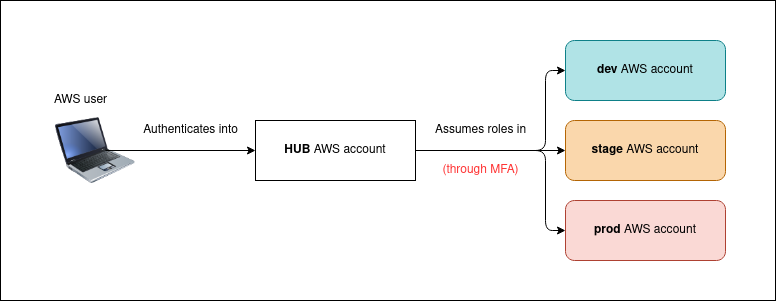 AWS user
Authenticates into
HUB AWS account
Assumes roles in
(through MFA)
dev AWS account
stage AWS account
prod AWS account